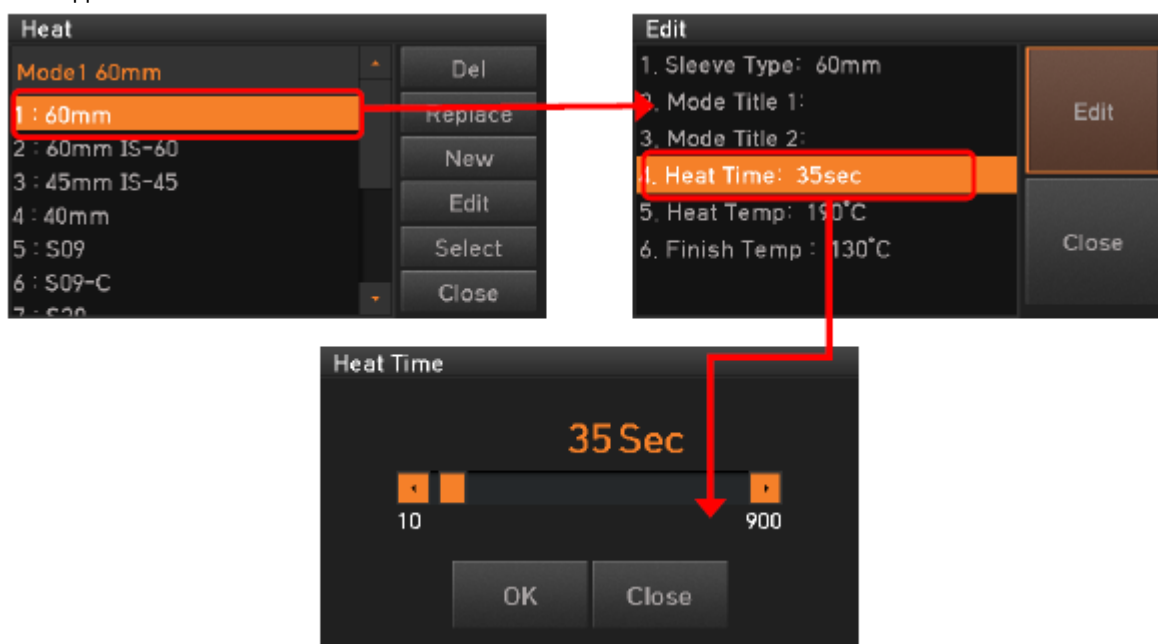 Heat
Mode1 60mm
1 : 60mm
2 : 60mm IS-60
3 : 45mm IS-45
4 : 40mm
5 : S09
6 : S09-C
Del
Replace
New
Edit
Select
Close
Edit
1. Sleeve Type: 60mm
2. Mode Title 1:
3. Mode Title 2:
4. Heat Time: 35sec
5. Heat Temp: 190°C
6. Finish Temp : 130°C
Edit
Close
Heat Time
35 Sec
10 900
OK Close